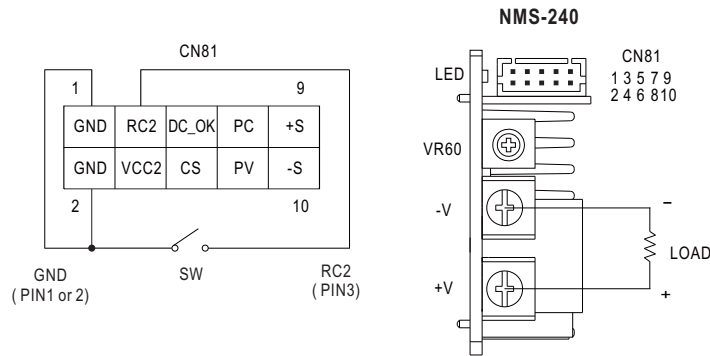 NMS-240
CN81
1 9
GND RC2 DC_OK PC +S
GND VCC2 CS PV -S
2 10
GND
( PIN1 or 2)
SW
RC2
( PIN3)
LED
CN81
1 3 5 7 9
2 4 6 8 10
VR60
-V
+V
−
LOAD
+